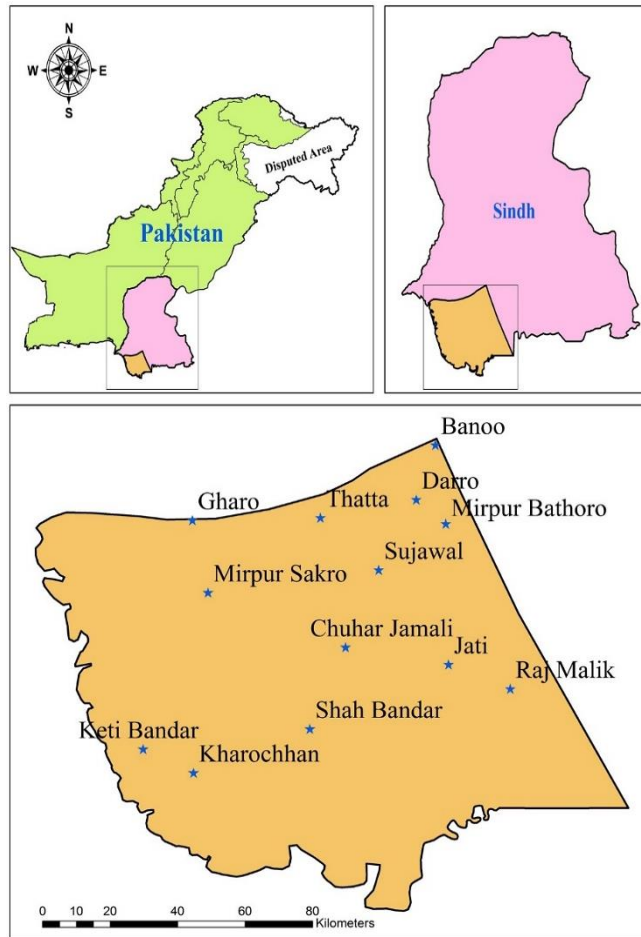 N
W E
S
Disputed Area
Pakistan
Sindh
Banoo
Darro
Gharo
Thatta
Mirpur Bathoro
Sujawal
Mirpur Sakro
Chuhar Jamali
Jati
Raj Malik
Shah Bandar
Keti Bandar
Kharochhan
0 10 20 40 60 80
Kilometers